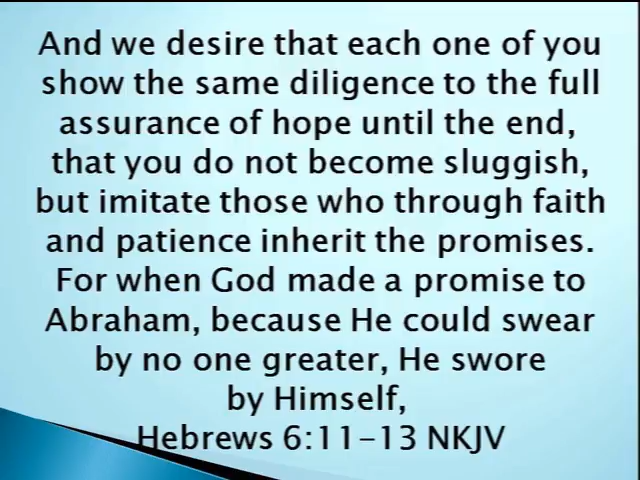 And we desire that each one of you
show the same diligence to the full
assurance of hope until the end,
that you do not become sluggish,
but imitate those who through faith
and patience inherit the promises.
For when God made a promise to
Abraham, because He could swear
by no one greater, He swore
by Himself,
Hebrews 6:11-13 NKJV